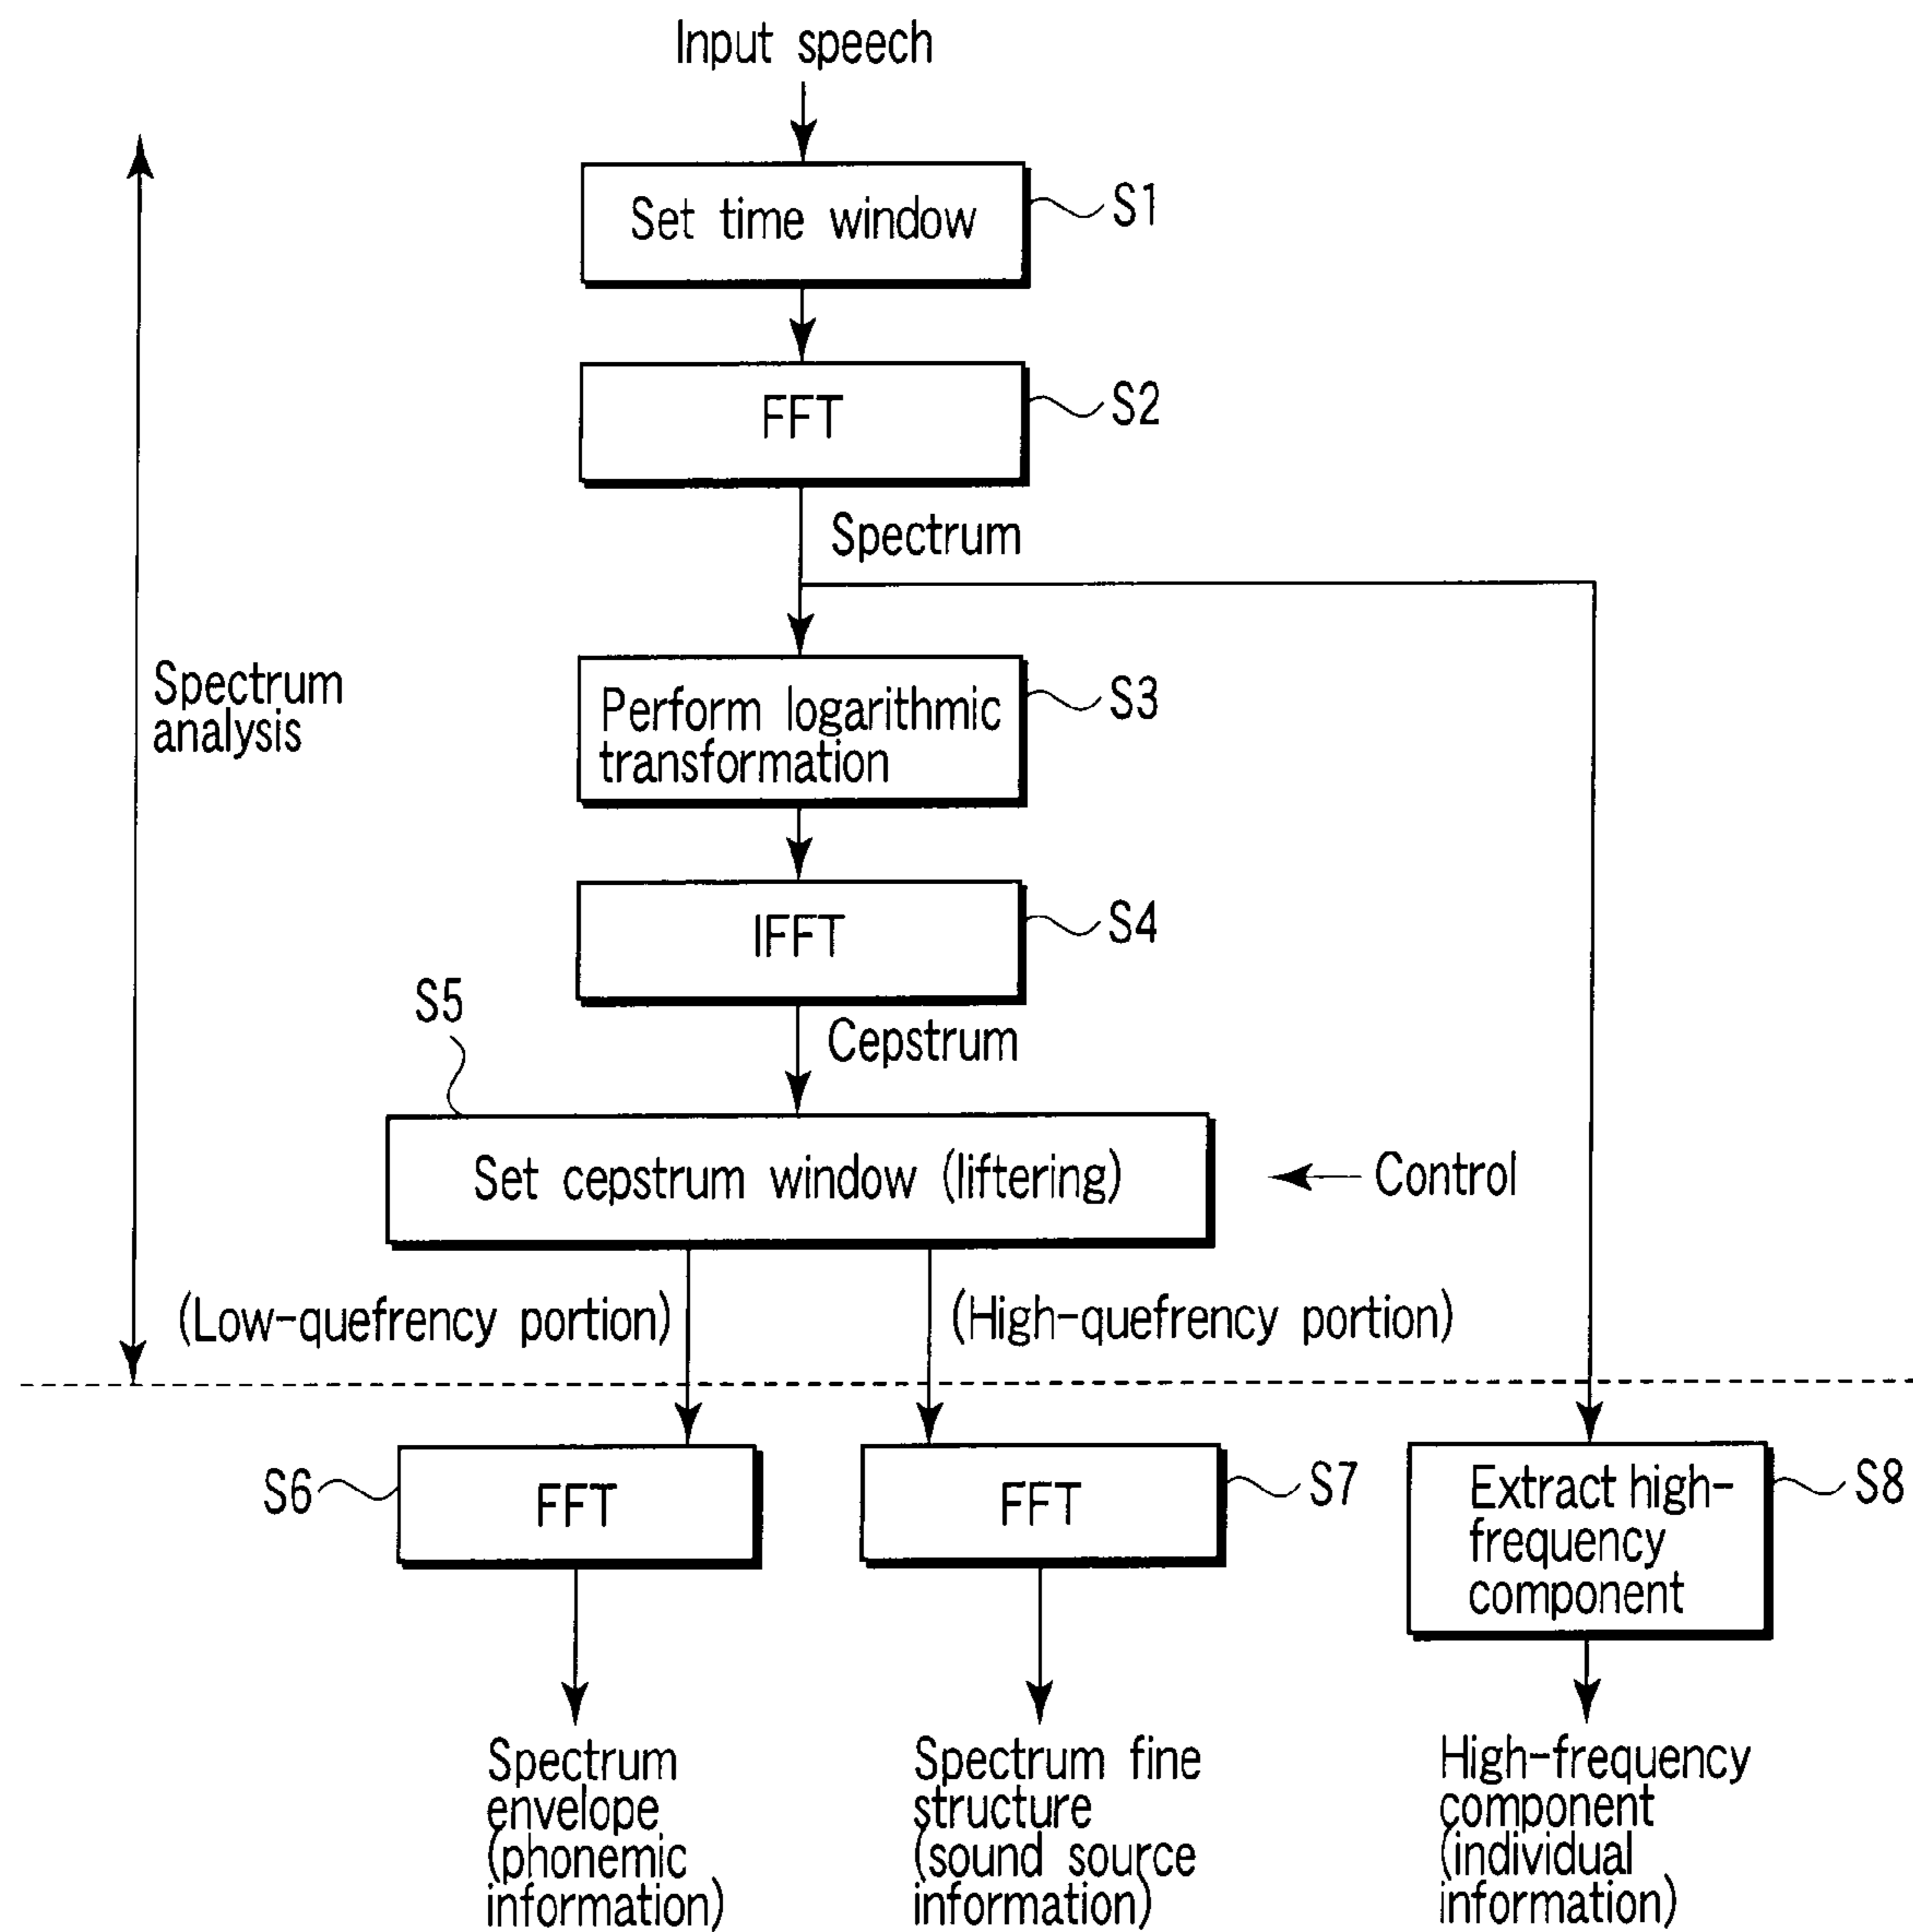 Input speech
Set time window
S1
FFT
S2
Spectrum
Spectrum
analysis
Perform logarithmic
transformation
S3
IFFT
S4
S5
Cepstrum
Set cepstrum window (liftering)
Control
(Low-quefrency portion)
(High-quefrency portion)
S6
FFT
FFT
S7
Extract high-
frequency
component
S8
Spectrum
envelope
(phonemic
information)
Spectrum fine
structure
(sound source
information)
High-frequency
component
(individual
information)